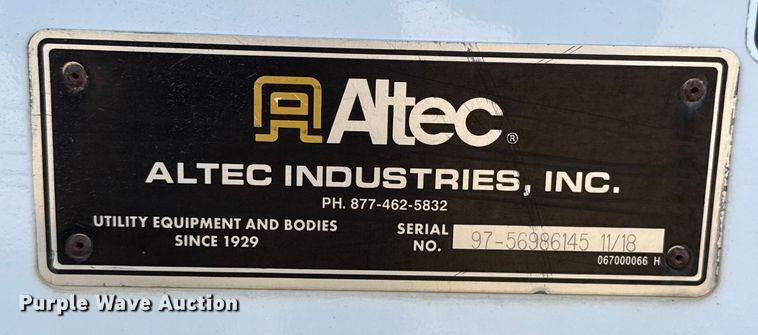 Altec®
ALTEC INDUSTRIES, INC.
PH. 877-462-5832
UTILITY EQUIPMENT AND BODIES
SINCE 1929
SERIAL
NO. 97-56986145 11/18
067000066 H
Purple Wave Auction